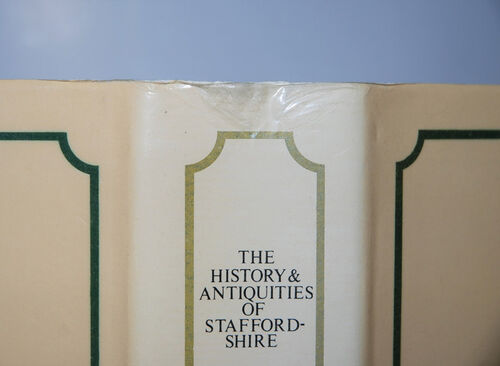 THE
HISTORY &
ANTIQUITIES
OF
STAFFORD-
SHIRE